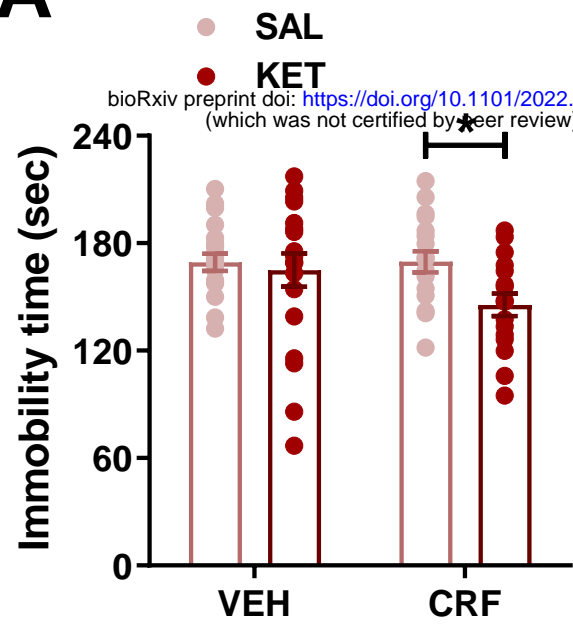 A
SAL
KET
bioRxiv preprint doi: https://doi.org/10.1101/2022.
(which was not certified by peer review)
*
240
180
120
60
0
Immobility time (sec)
VEH
CRF